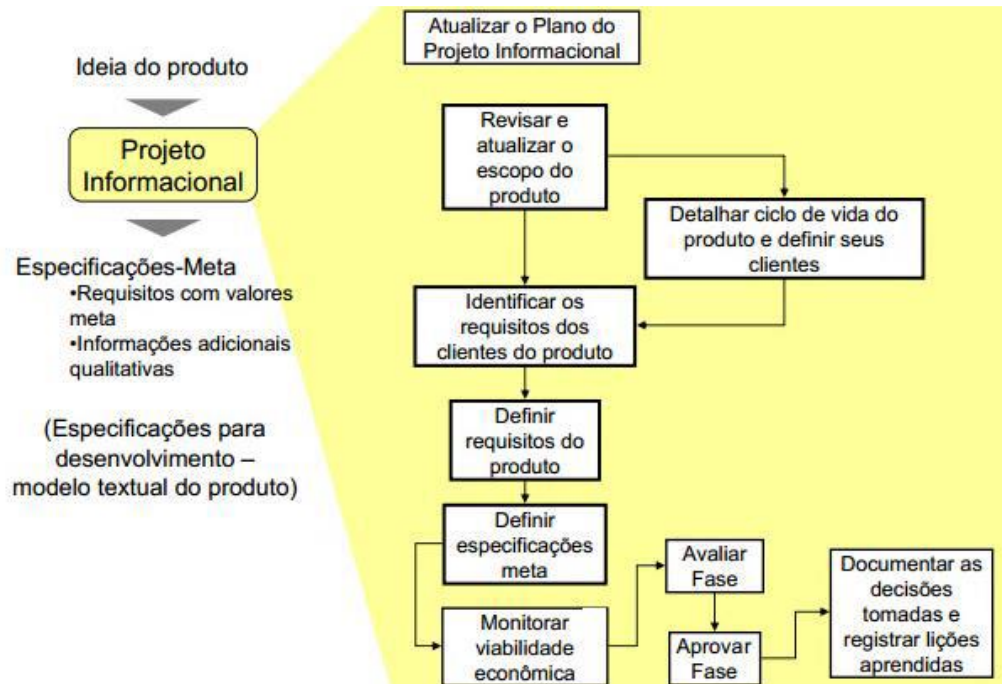 Ideia do produto
Projeto
Informacional
Especificações-Meta
•Requisitos com valores
meta
•Informações adicionais
qualitativas
(Especificações para
desenvolvimento –
modelo textual do produto)
Atualizar o Plano do
Projeto Informacional
Revisar e
atualizar o
escopo do
produto
Detalhar ciclo de vida do
produto e definir seus
clientes
Identificar os
requisitos dos
clientes do produto
Definir
requisitos do
produto
Definir
especificações
meta
Monitorar
viabilidade
econômica
Avaliar
Fase
Aprovar
Fase
Documentar as
decisões
tomadas e
registrar lições
aprendidas